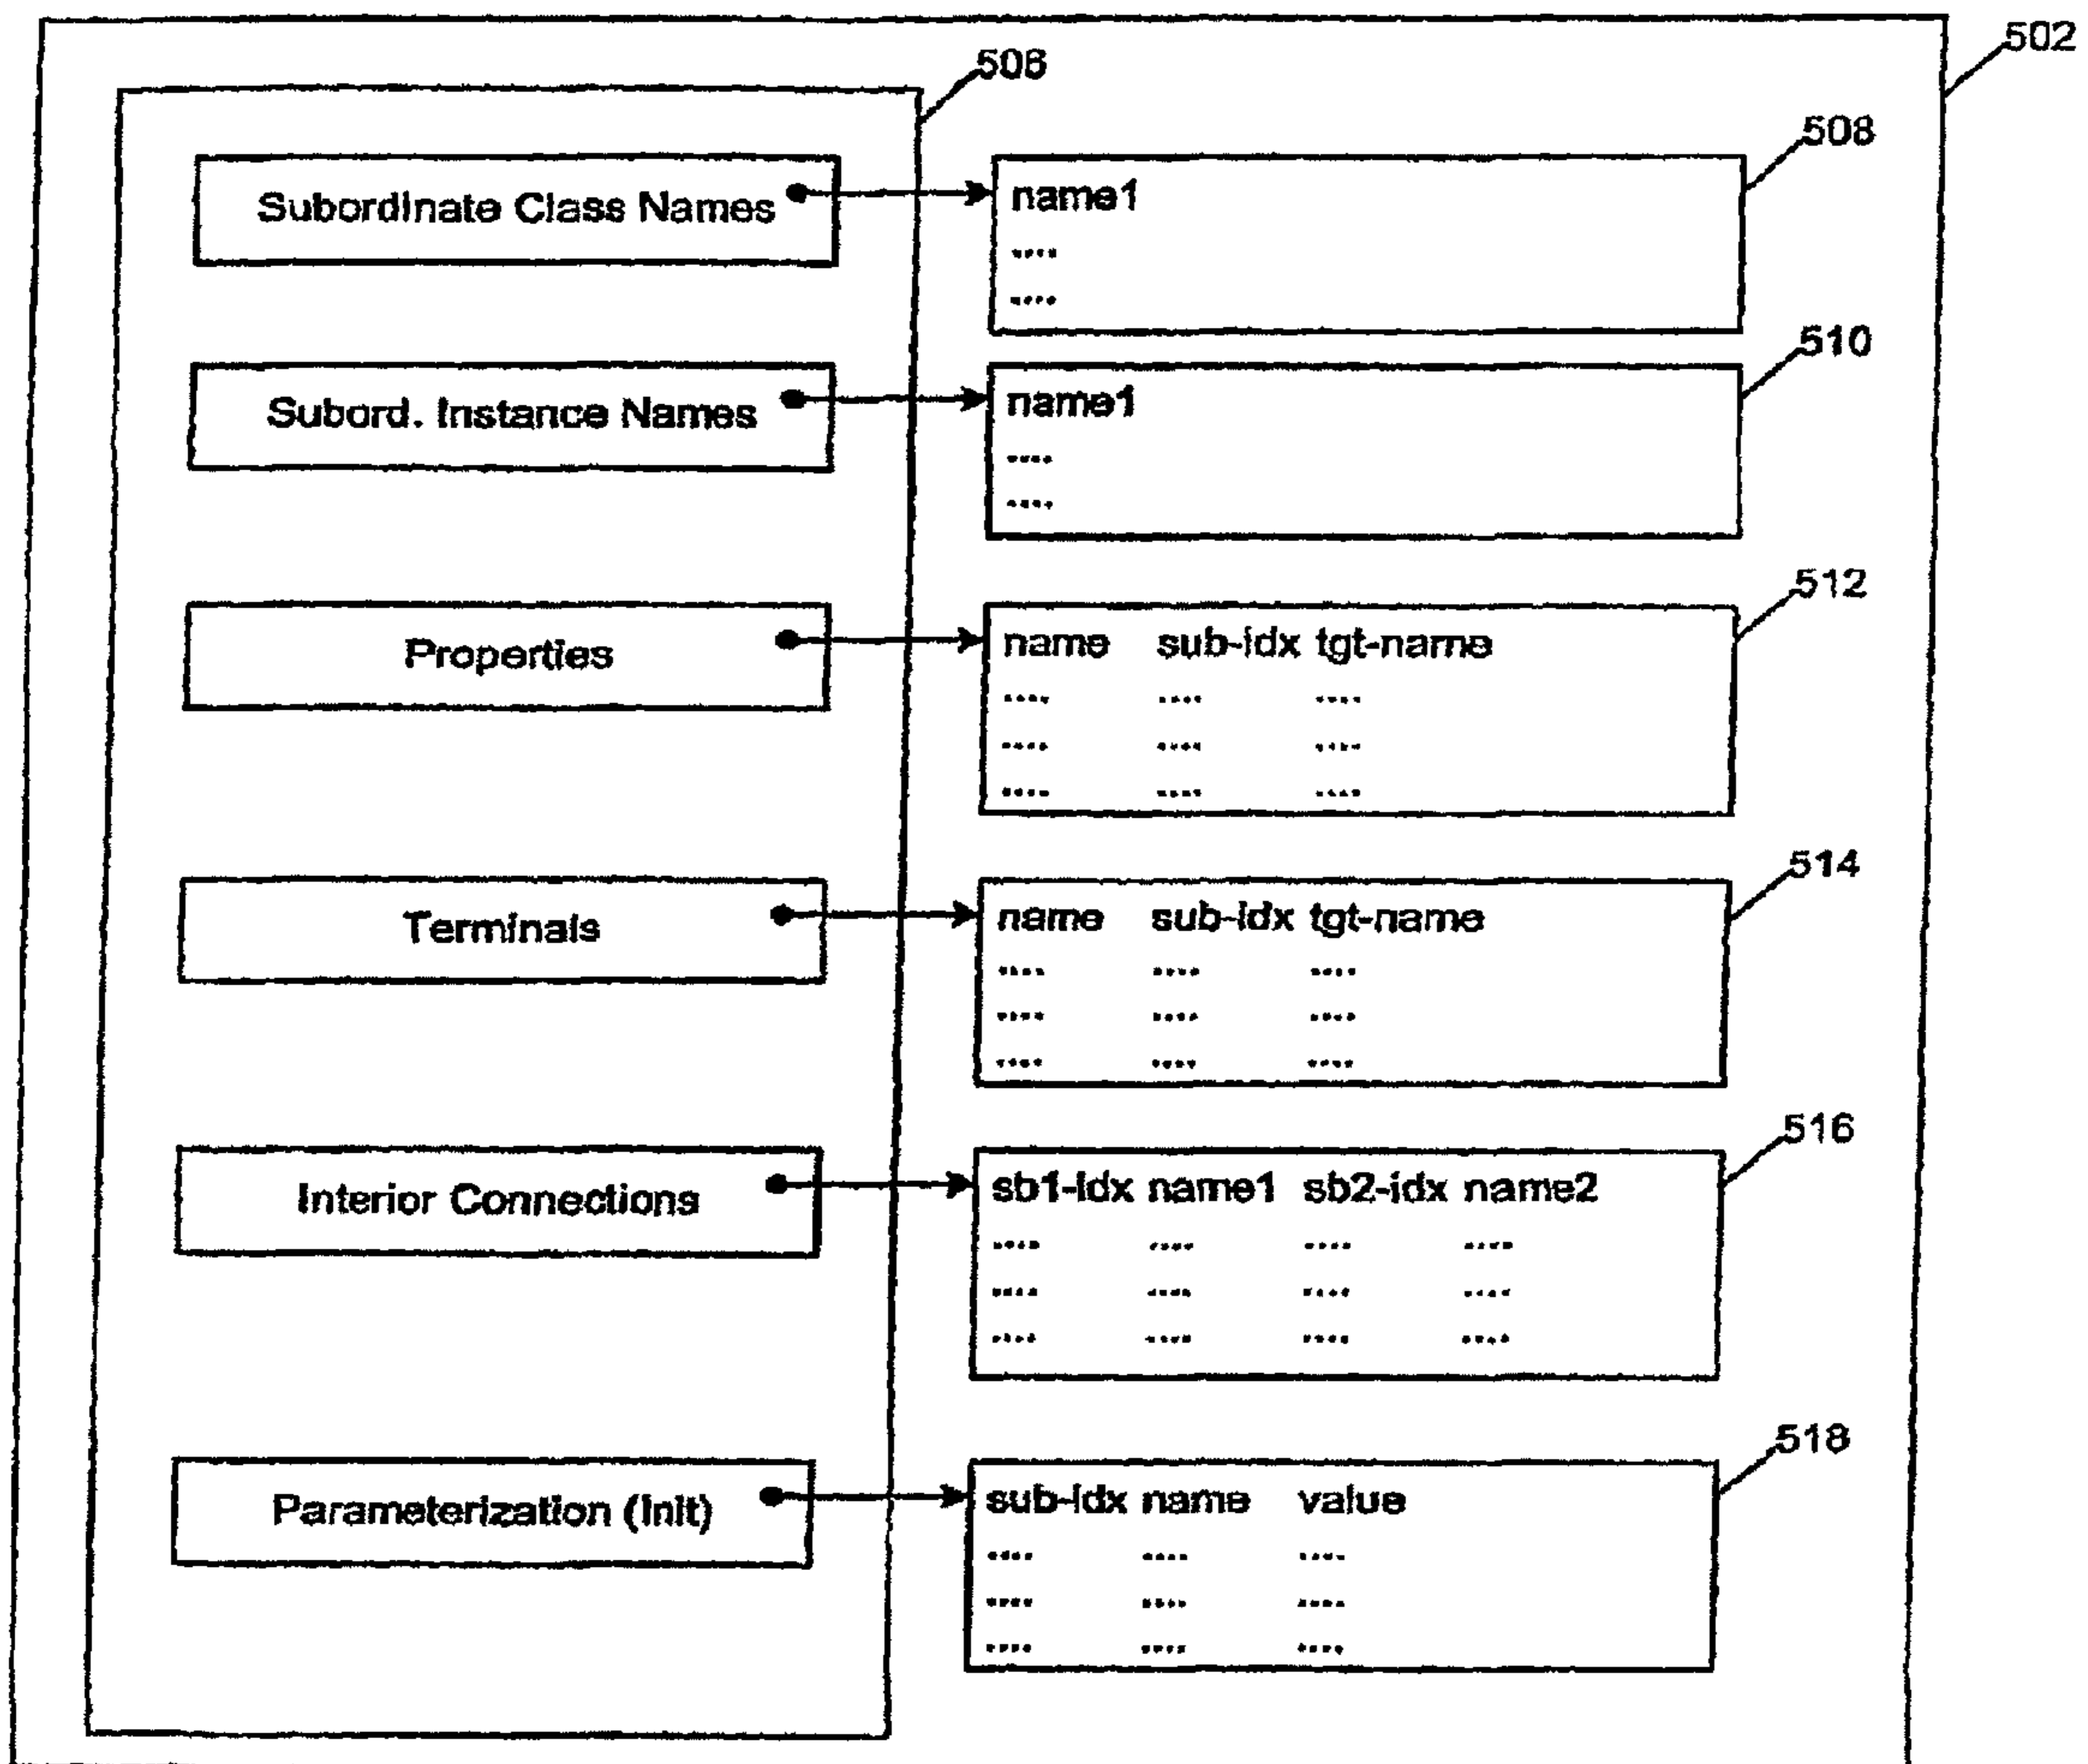 502
506
508
Subordinate Class Names
name1
....
....
510
Subord. Instance Names
name1
....
....
512
Properties
name sub-idx tgt-name
.... .... ....
.... .... ....
.... .... ....
514
Terminals
name sub-idx tgt-name
.... .... ....
.... .... ....
.... .... ....
516
Interior Connections
sb1-idx name1 sb2-idx name2
.... .... .... ....
.... .... .... ....
.... .... .... ....
518
Parameterization (init)
sub-idx name value
.... .... ....
.... .... ....
.... .... ....